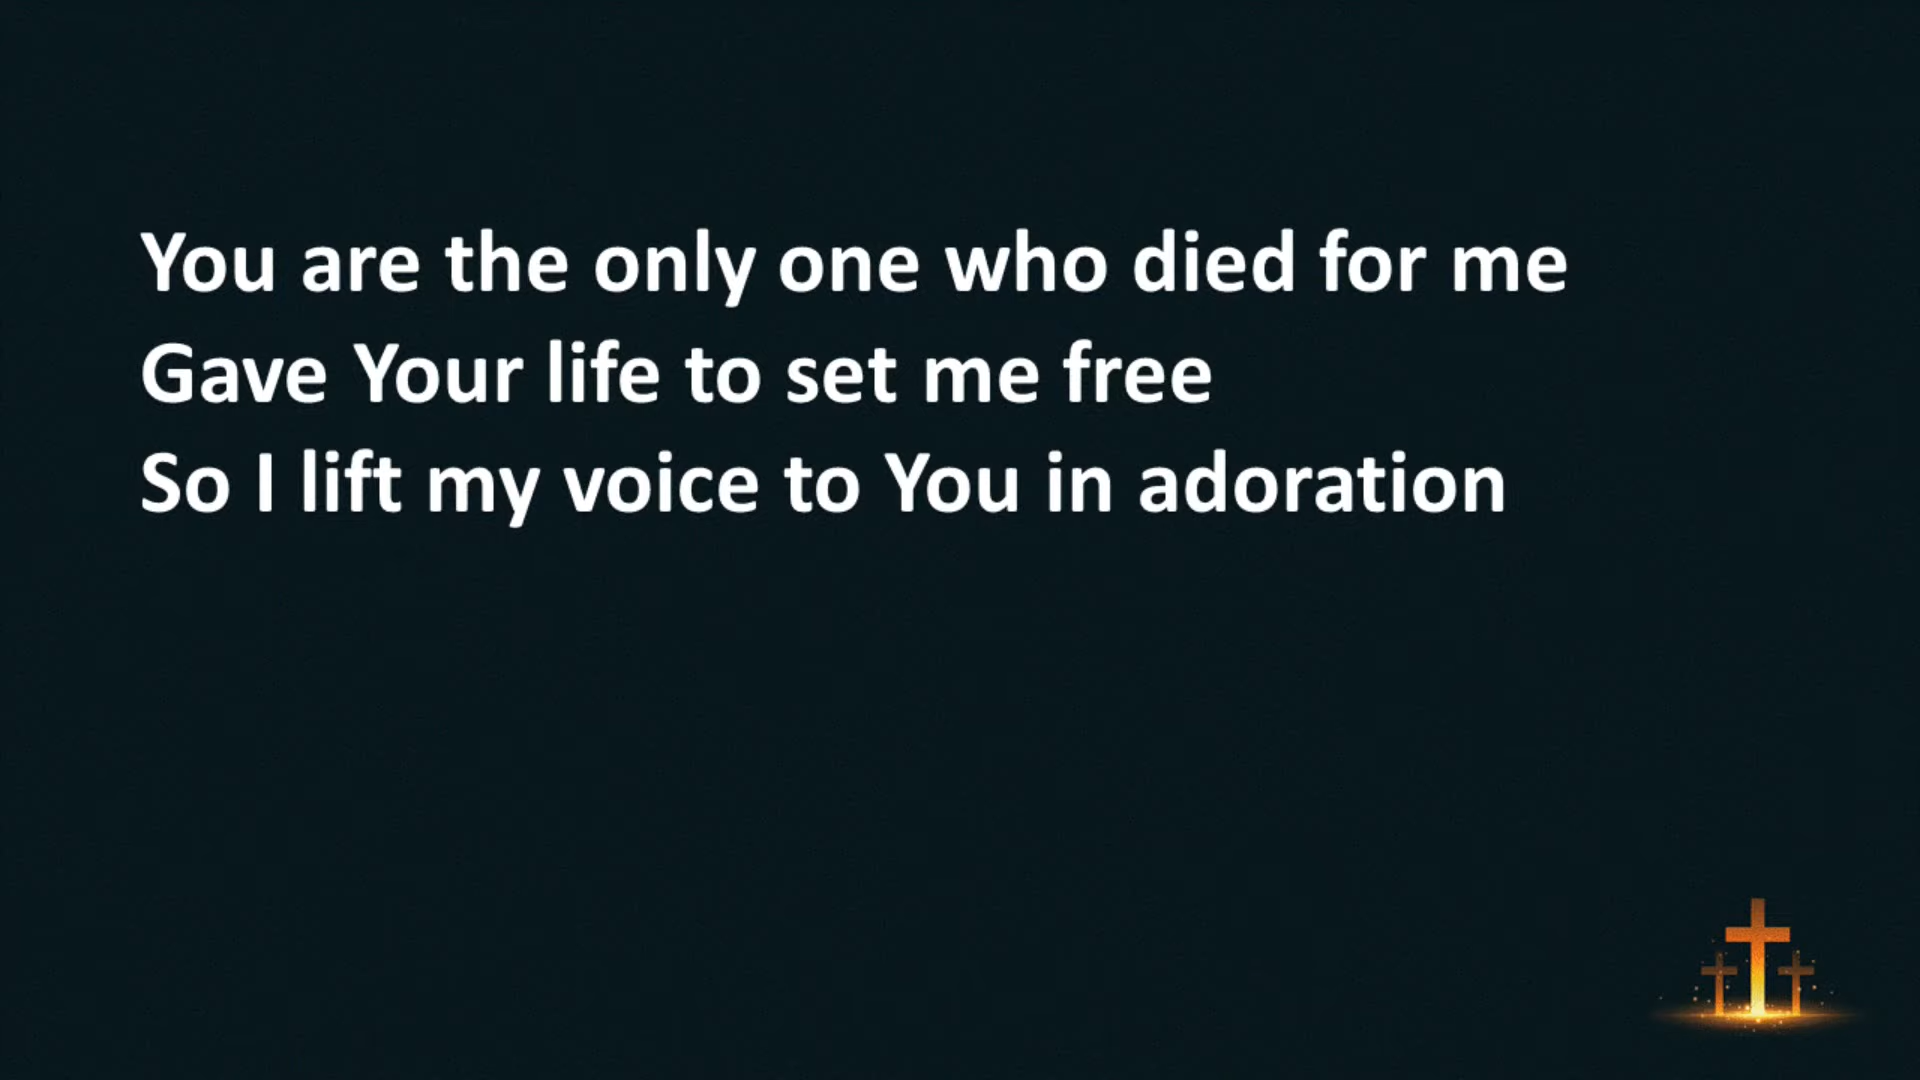 You are the only one who died for me
Gave Your life to set me free
So I lift my voice to You in adoration